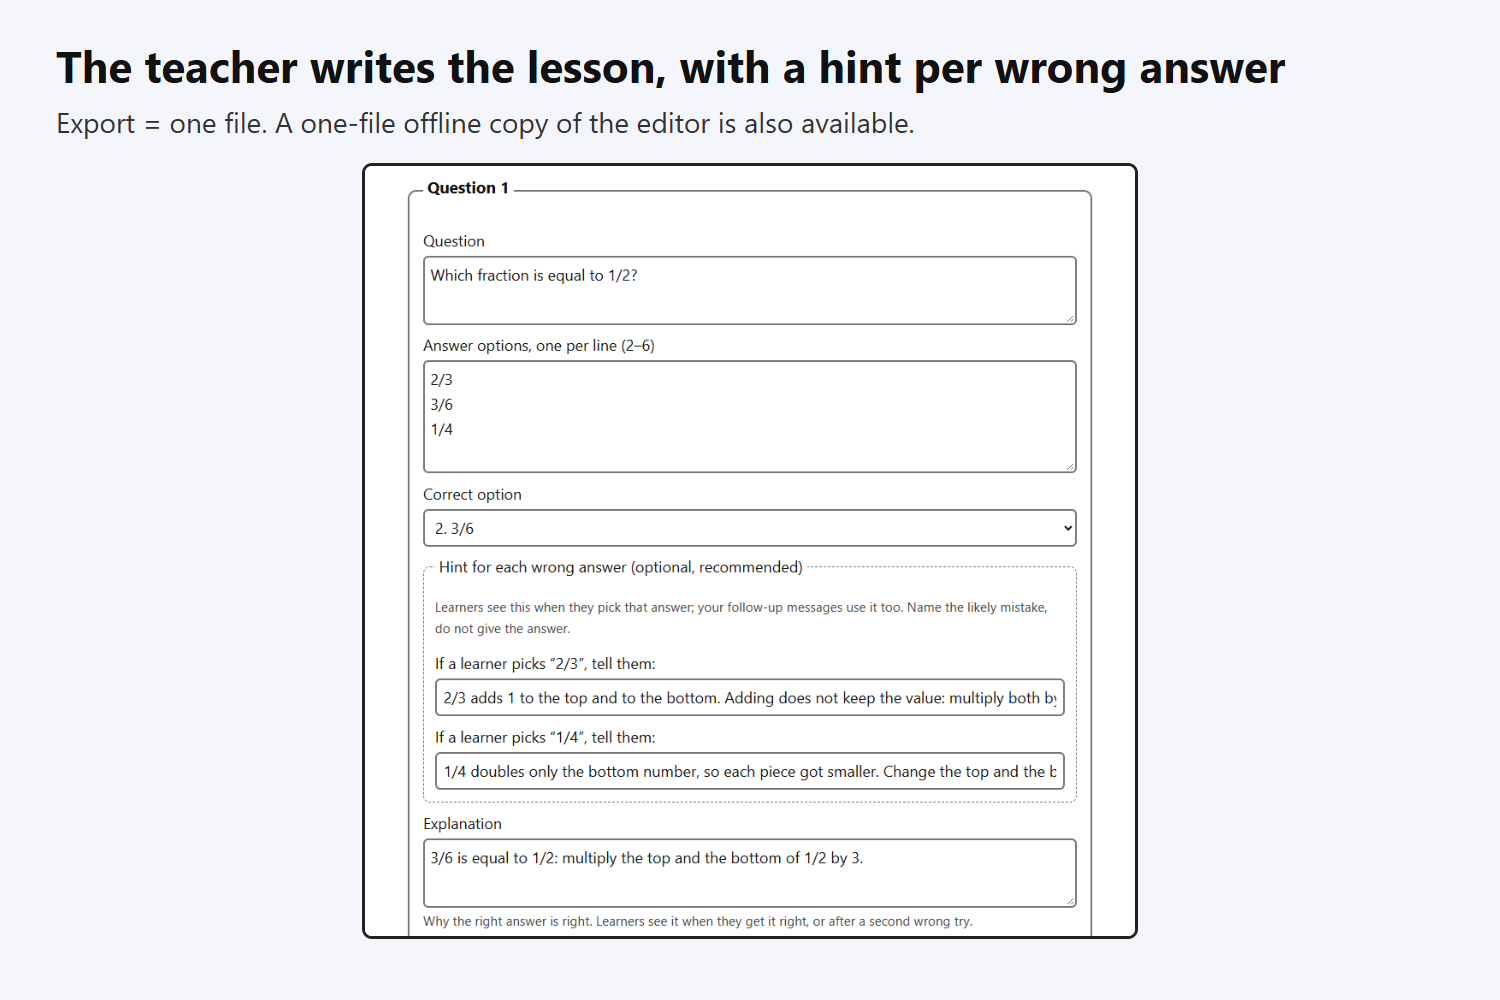 The teacher writes the lesson, with a hint per wrong answer
Export = one file. A one-file offline copy of the editor is also available.
Question 1
Question
Which fraction is equal to 1/2?
Answer options, one per line (2–6)
2/3
3/6
1/4
Correct option
2. 3/6
Hint for each wrong answer (optional, recommended)
Learners see this when they pick that answer; your follow-up messages use it too. Name the likely mistake,
do not give the answer.
If a learner picks "2/3", tell them:
2/3 adds 1 to the top and to the bottom. Adding does not keep the value: multiply both
If a learner picks "1/4", tell them:
1/4 doubles only the bottom number, so each piece got smaller. Change the top and the
Explanation
3/6 is equal to 1/2: multiply the top and the bottom of 1/2 by 3.
Why the right answer is right. Learners see it when they get it right, or after a second wrong try.